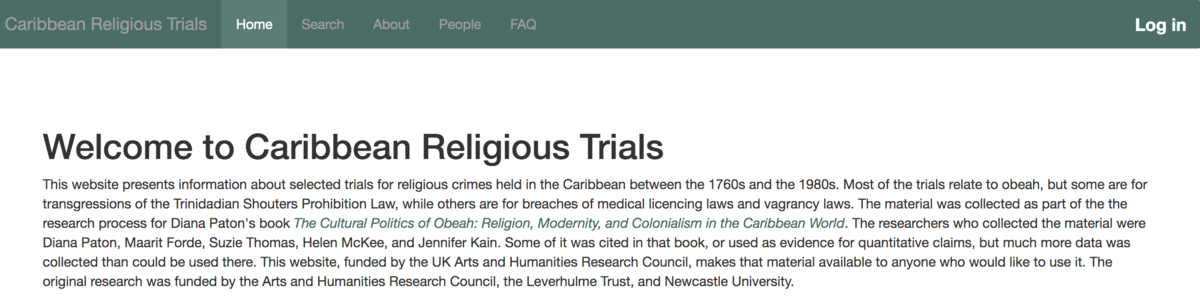 Caribbean Religious Trials Home Search About People FAQ Log in
Welcome to Caribbean Religious Trials
This website presents information about selected trials for religious crimes held in the Caribbean between the 1760s and the 1980s. Most of the trials relate to obeah, but some are for
transgressions of the Trinidadian Shouters Prohibition Law, while others are for breaches of medical licencing laws and vagrancy laws. The material was collected as part of the the
research process for Diana Paton's book The Cultural Politics of Obeah: Religion, Modernity, and Colonialism in the Caribbean World. The researchers who collected the material were
Diana Paton, Maarit Forde, Suzie Thomas, Helen McKee, and Jennifer Kain. Some of it was cited in that book, or used as evidence for quantitative claims, but much more data was
collected than could be used there. This website, funded by the UK Arts and Humanities Research Council, makes that material available to anyone who would like to use it. The
original research was funded by the Arts and Humanities Research Council, the Leverhulme Trust, and Newcastle University.